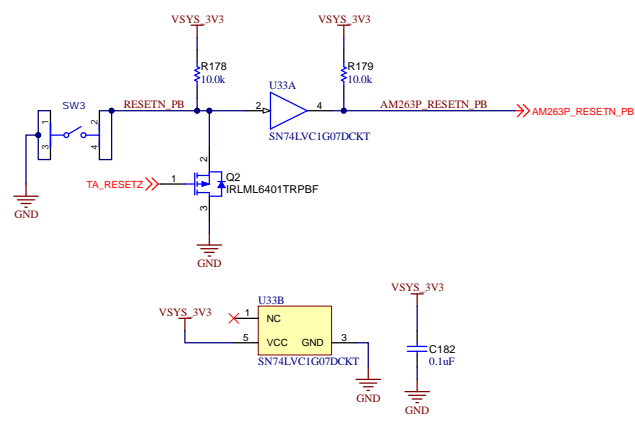 VSYS_3V3
VSYS_3V3
R178
10.0k
R179
10.0k
U33A
SW3
RESETN_PB
2
4
AM263P_RESETN_PB
AM263P_RESETN_PB
1
3
2
4
SN74LVC1G07DCKT
GND
TA_RESETZ
1
2
3
Q2
IRLML6401TRPBF
GND
VSYS_3V3
U33B
VSYS_3V3
1
NC
5
VCC
GND
3
SN74LVC1G07DCKT
C182
0.1uF
GND
GND